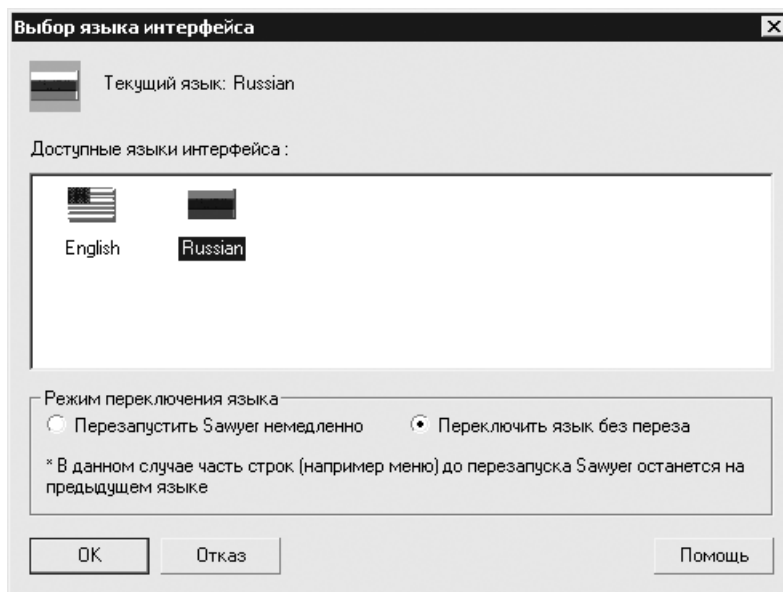 Выбор языка интерфейса
Текущий язык: Russian
Доступные языки интерфейса :
English
Russian
Режим переключения языка
Перезапустить Sawyer немедленно
Переключить язык без переза
* В данном случае часть строк (например меню) до перезапуска Sawyer останется на
предыдущем языке
OK
Отказ
Помощь